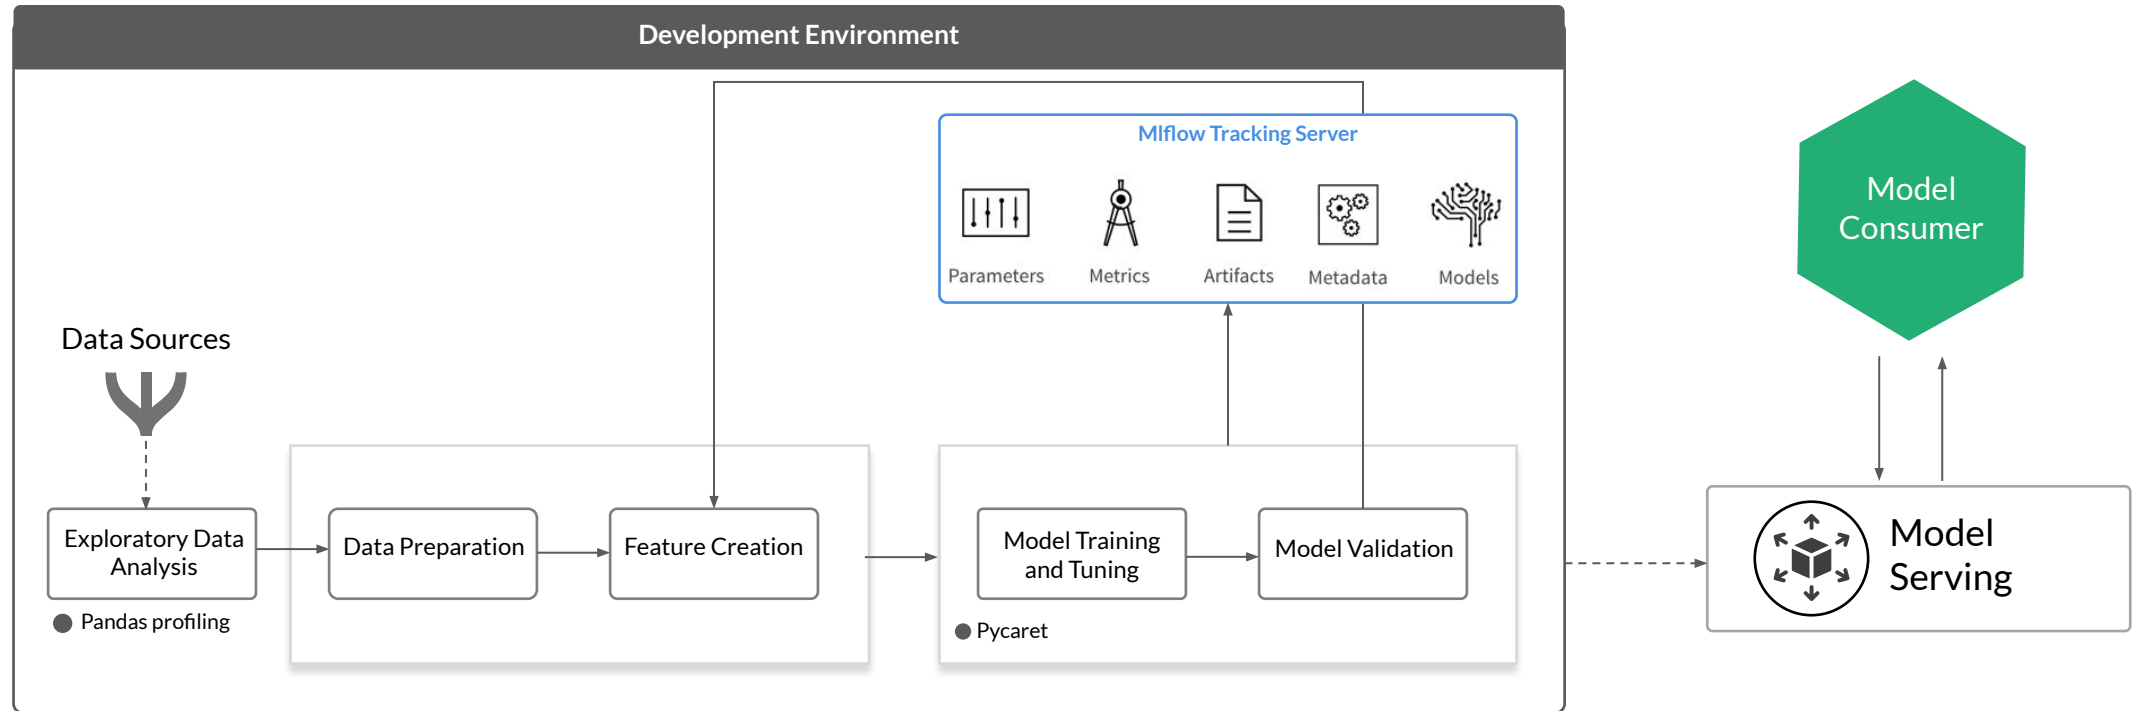 Development Environment
Mlflow Tracking Server
Parameters
Metrics
Artifacts
Metadata
Models
Model
Consumer
Data Sources
Exploratory Data
Analysis
Data Preparation
Feature Creation
Model Training
and Tuning
Model Validation
Pandas profiling
Pycaret
Model
Serving